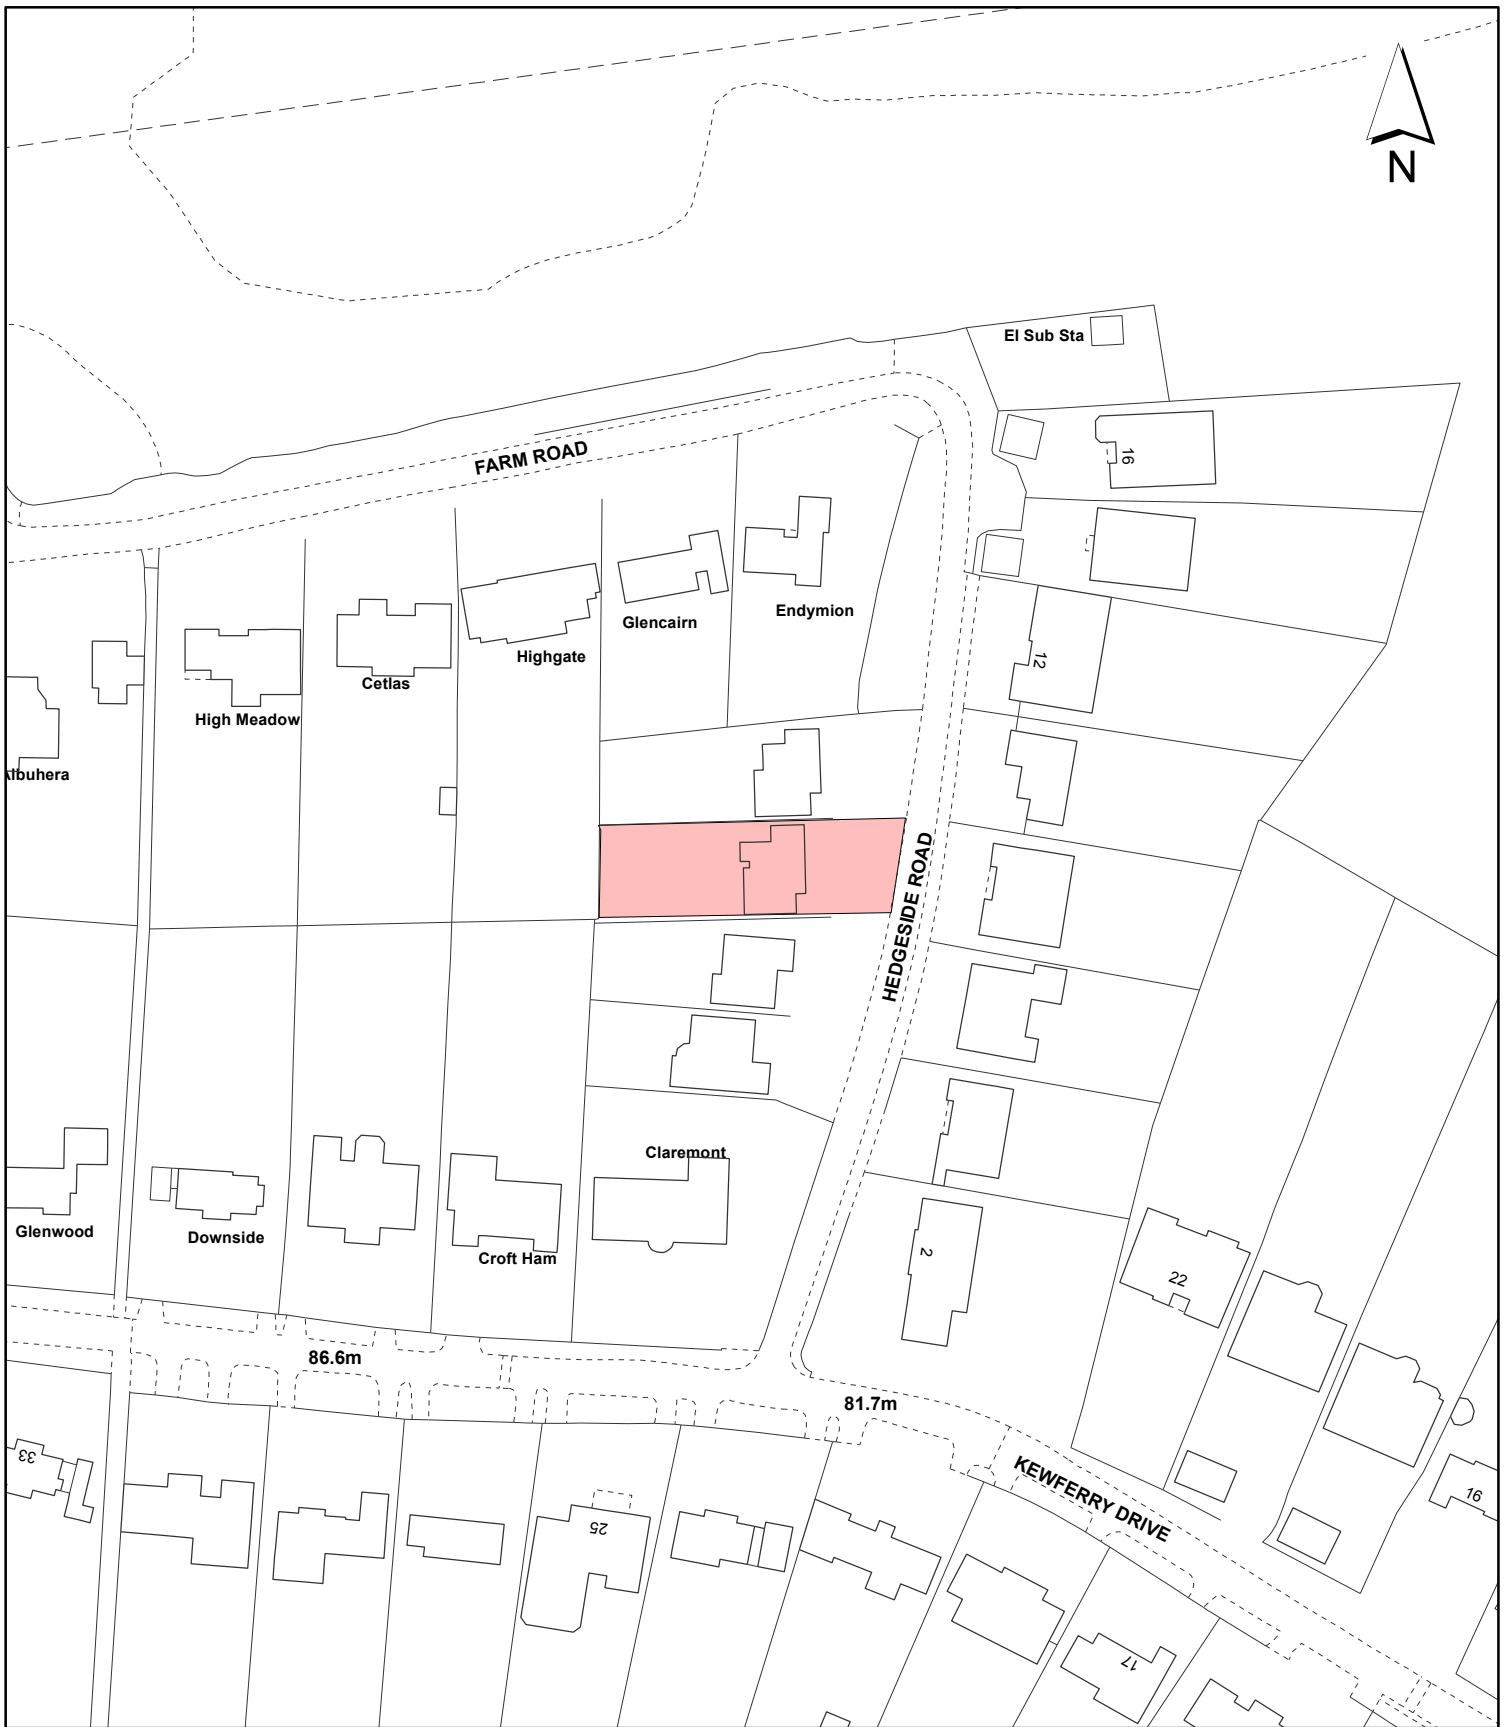 N
El Sub Sta
FARM ROAD
16
Glencairn
Endymion
Highgate
12
Cetlas
High Meadow
HEDGESIDE ROAD
Claremont
Glenwood
Downside
Croft Ham
2
22
86.6m
81.7m
KEWFERRY DRIVE
33
16
25
17